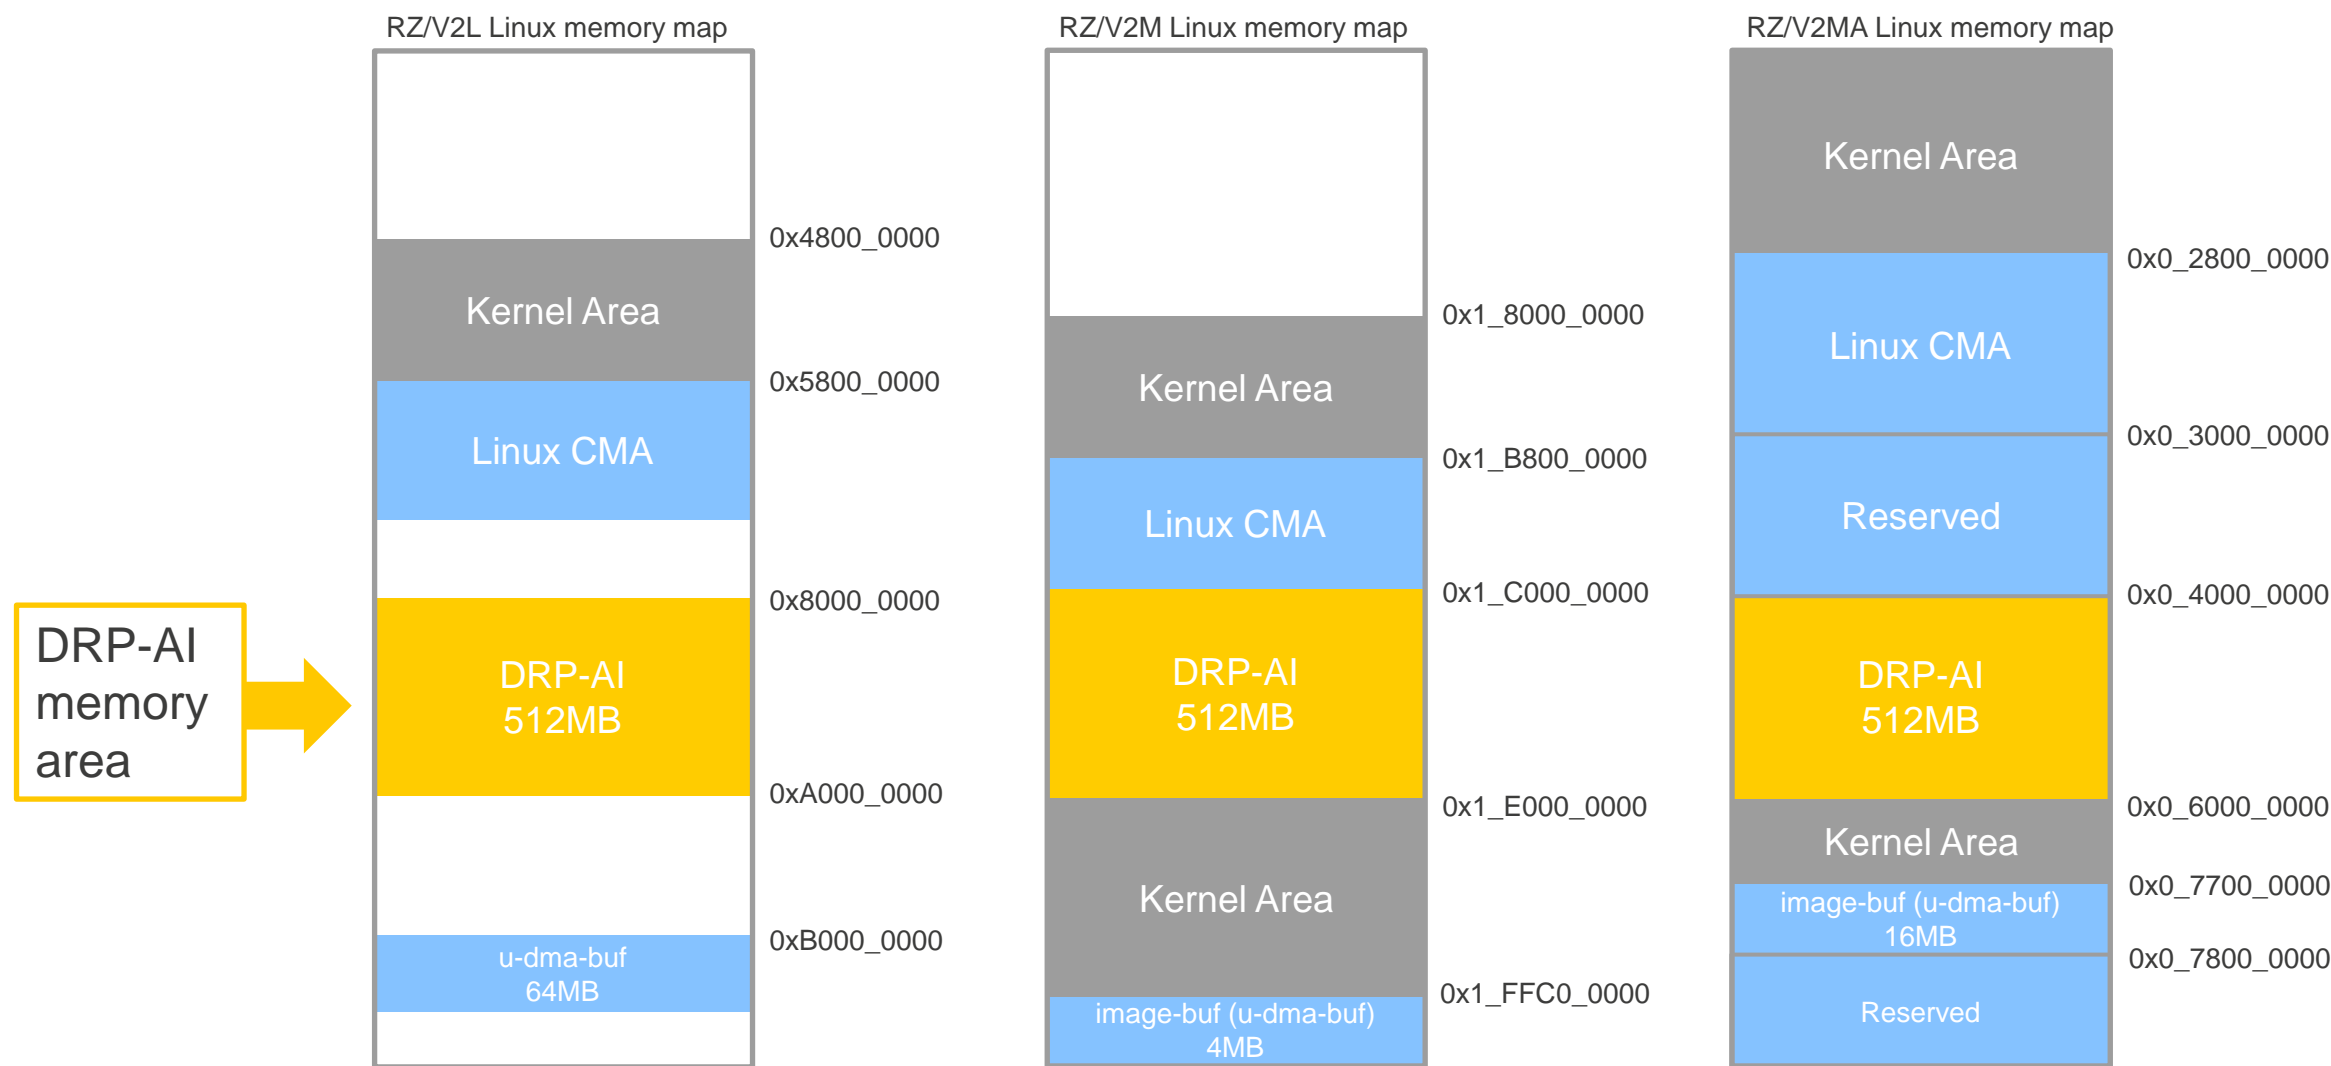 RZ/V2L Linux memory map
0x4800_0000
Kernel Area
0x5800_0000
Linux CMA
0x8000_0000
DRP-AI
memory
area
DRP-AI
512MB
0xA000_0000
0xB000_0000
u-dma-buf
64MB
RZ/V2M Linux memory map
0x1_8000_0000
Kernel Area
0x1_B800_0000
Linux CMA
0x1_C000_0000
DRP-AI
512MB
0x1_E000_0000
Kernel Area
0x1_FFC0_0000
image-buf (u-dma-buf)
4MB
RZ/V2MA Linux memory map
Kernel Area
0x0_2800_0000
Linux CMA
0x0_3000_0000
Reserved
0x0_4000_0000
DRP-AI
512MB
0x0_6000_0000
Kernel Area
0x0_7700_0000
image-buf (u-dma-buf)
16MB
0x0_7800_0000
Reserved